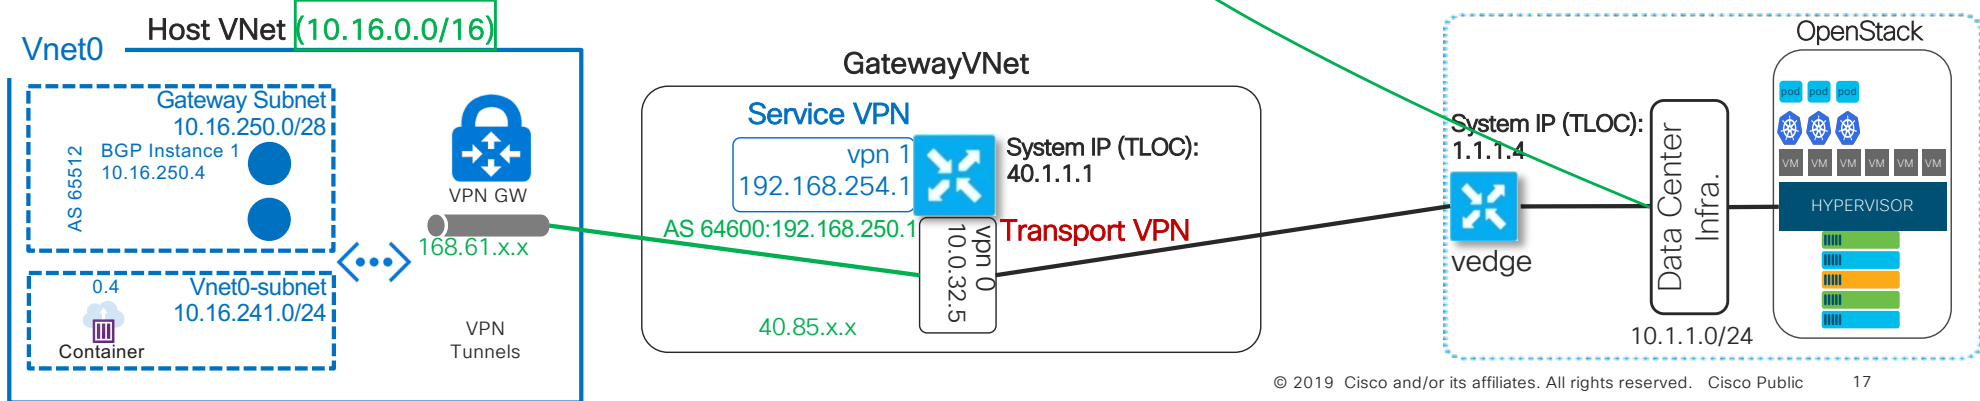 Vnet0
Host VNet (10.16.0.0/16)
Gateway Subnet
10.16.250.0/28
AS 65512
BGP Instance 1
10.16.250.4
0.4
Container
Vnet0-subnet
10.16.241.0/24
VPN GW
168.61.x.x
VPN
Tunnels
GatewayVNet
Service VPN
vpn 1
192.168.254.1
System IP (TLOC):
40.1.1.1
AS 64600:192.168.250.1
vpn 0
10.0.32.5
Transport VPN
40.85.x.x
System IP (TLOC):
1.1.1.4
vedge
Data Center
Infra.
10.1.1.0/24
OpenStack
pod pod pod
VM VM VM VM VM VM
HYPERVISOR
© 2019 Cisco and/or its affiliates. All rights reserved. Cisco Public 17